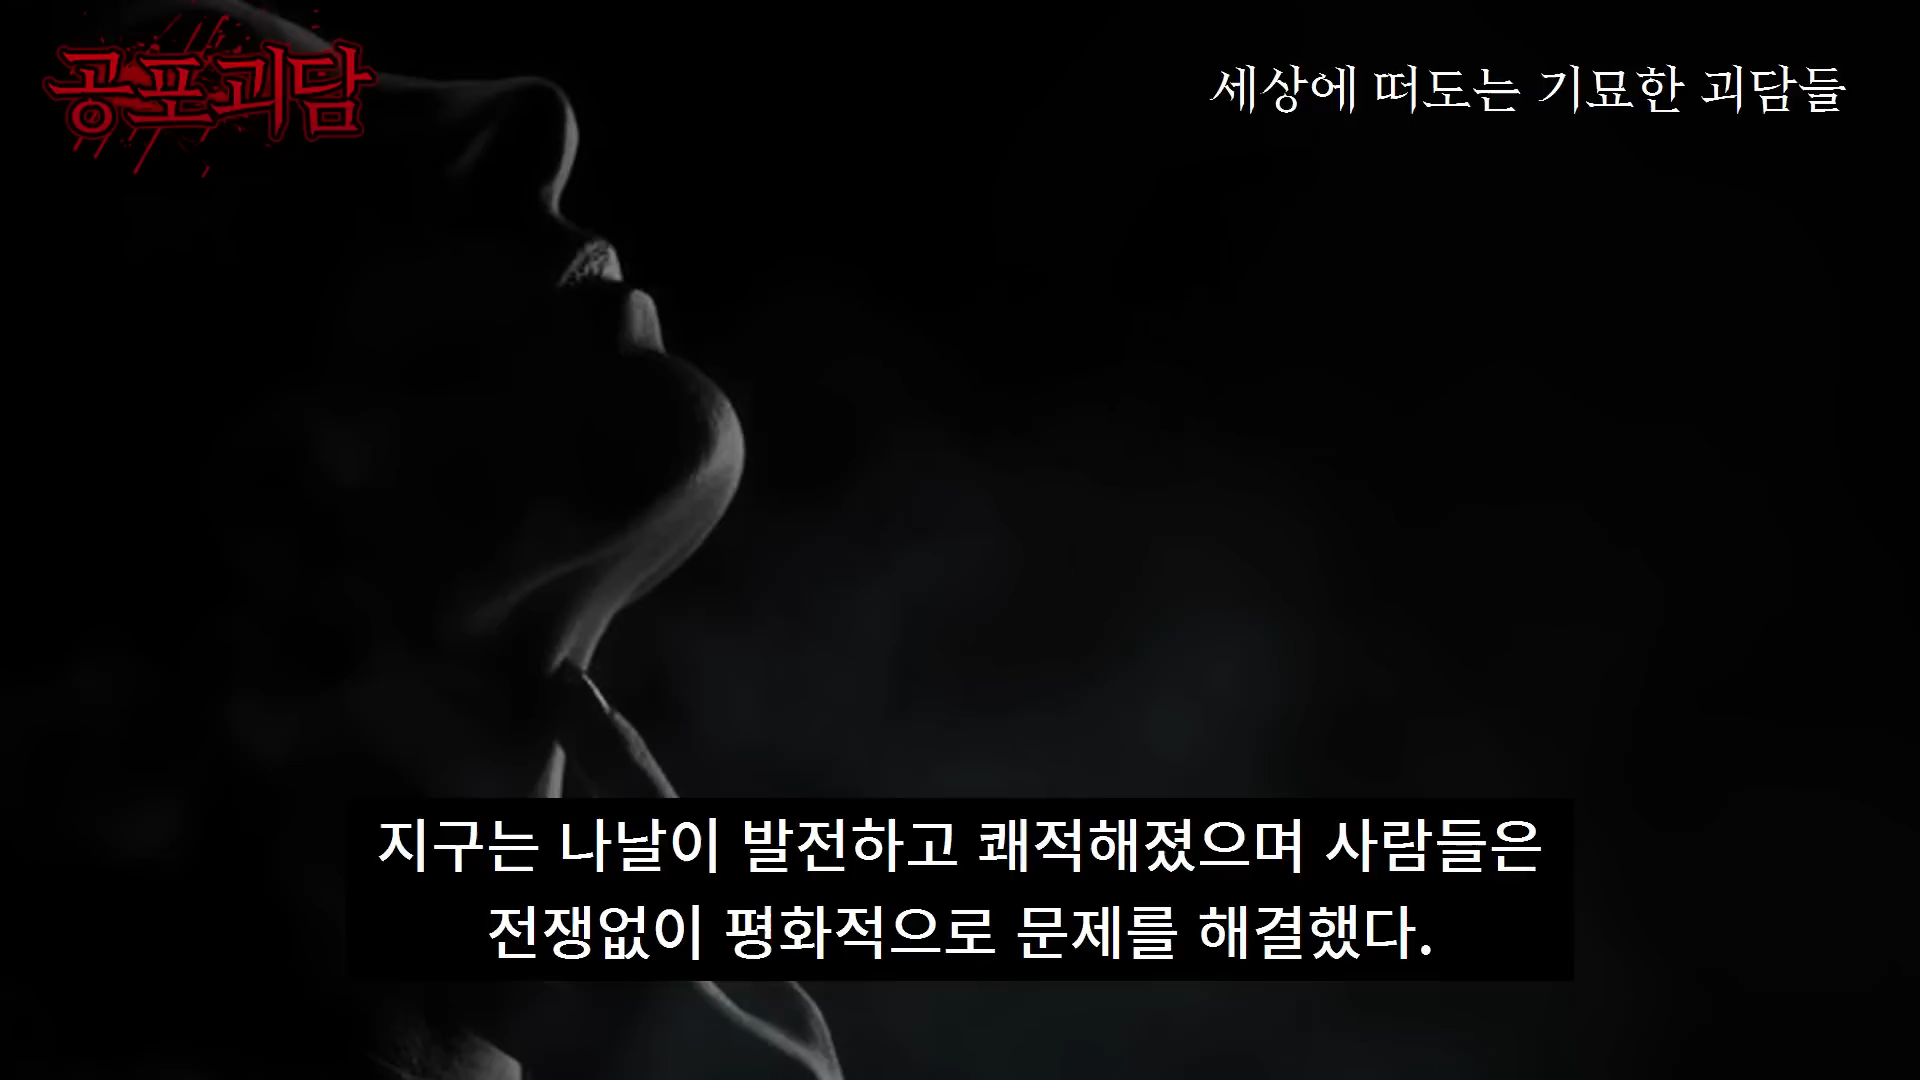 공포괴담
세상에 떠도는 기묘한 괴담들
지구는 나날이 발전하고 쾌적해졌으며 사람들은
전쟁없이 평화적으로 문제를 해결했다.